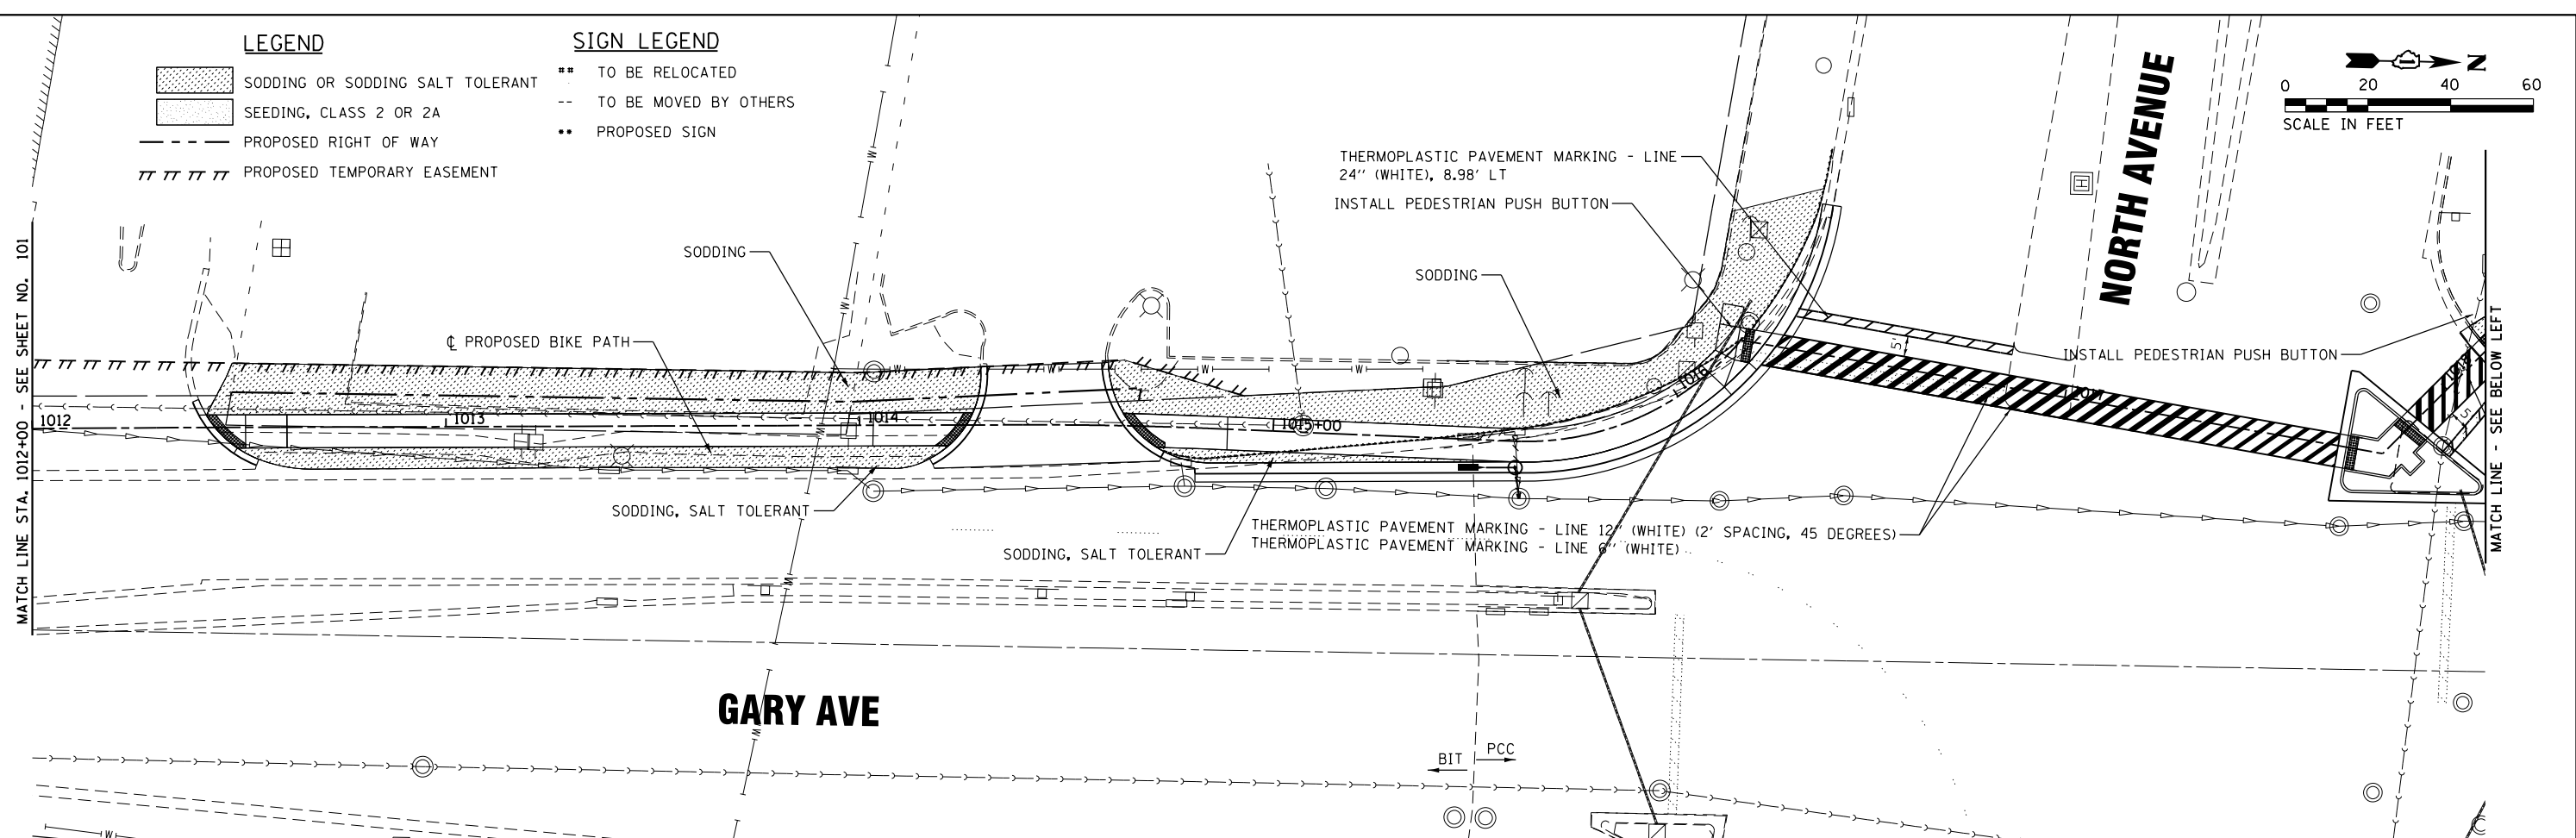 LEGEND
SODDING OR SODDING SALT TOLERANT
SEEDING, CLASS 2 OR 2A
PROPOSED RIGHT OF WAY
PROPOSED TEMPORARY EASEMENT
SIGN LEGEND
## TO BE RELOCATED
-- TO BE MOVED BY OTHERS
** PROPOSED SIGN
NORTH AVENUE
N
0 20 40 60
SCALE IN FEET
THERMOPLASTIC PAVEMENT MARKING - LINE
24" (WHITE), 8.98' LT
INSTALL PEDESTRIAN PUSH BUTTON
SODDING
SODDING
℄ PROPOSED BIKE PATH
INSTALL PEDESTRIAN PUSH BUTTON
MATCH LINE STA. 1012+00 - SEE SHEET NO. 101
MATCH LINE - SEE BELOW LEFT
1012
1013
1014
1015+00
1016
1017
5'
5'
W
W
W
W
W
W
W
W
W
H
SODDING, SALT TOLERANT
SODDING, SALT TOLERANT
THERMOPLASTIC PAVEMENT MARKING - LINE 12" (WHITE) (2' SPACING, 45 DEGREES)
THERMOPLASTIC PAVEMENT MARKING - LINE 6" (WHITE)
GARY AVE
BIT
PCC